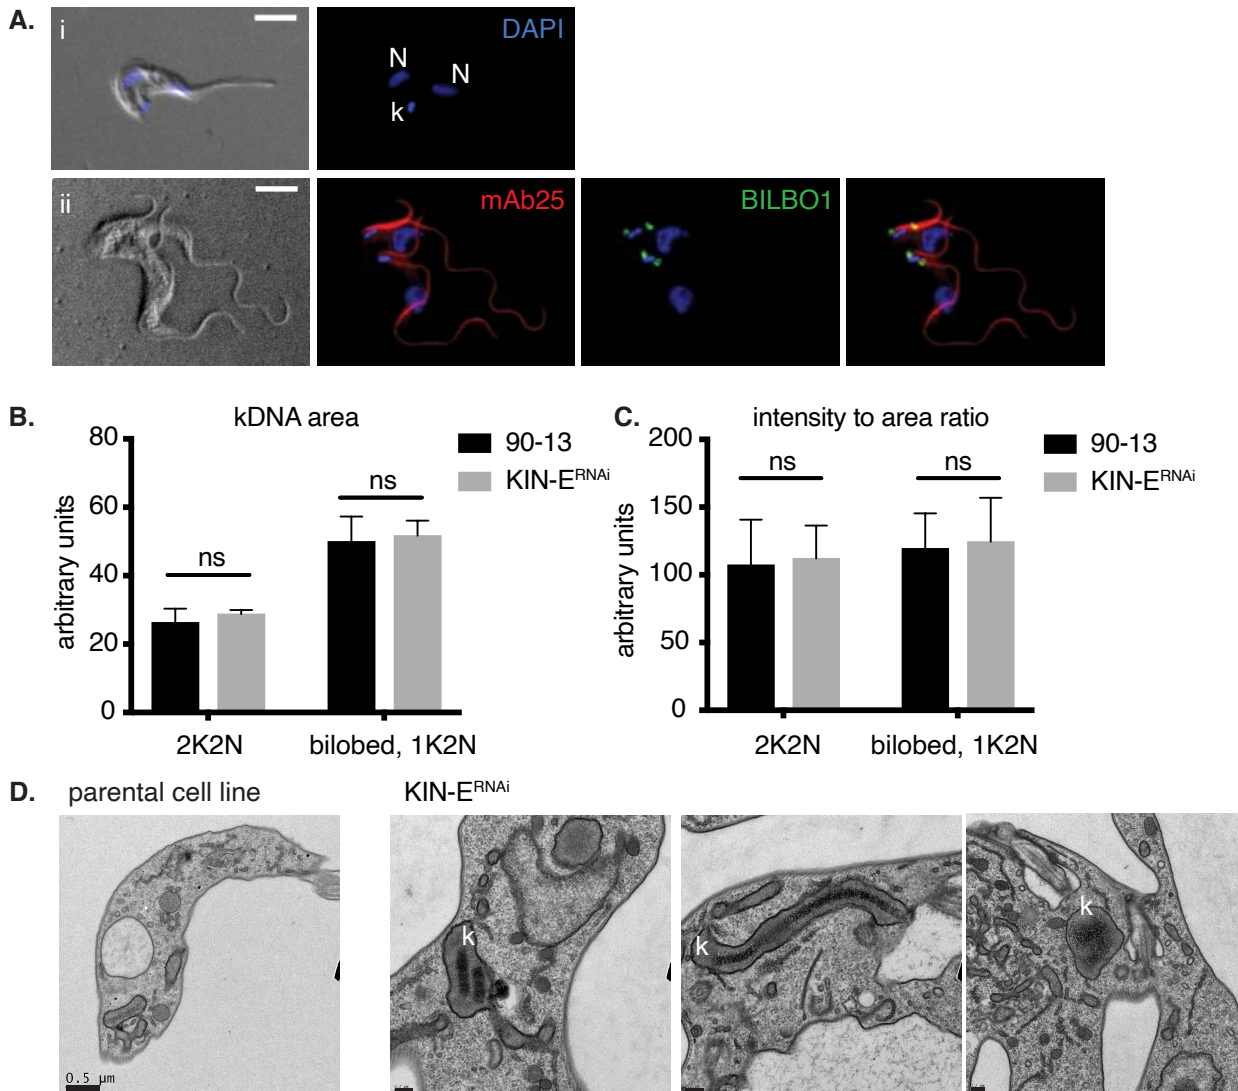 A.
i
DAPI
N
N
k
ii
mAb25
BILBO1
B.
kDNA area
90-13
KIN-E^RNAi
arbitrary units
80
60
40
20
0
ns
ns
2K2N
bilobed, 1K2N
C.
intensity to area ratio
90-13
KIN-E^RNAi
arbitrary units
200
150
100
50
0
ns
ns
2K2N
bilobed, 1K2N
D.
parental cell line
KIN-E^RNAi
0.5 µm
k
k
k